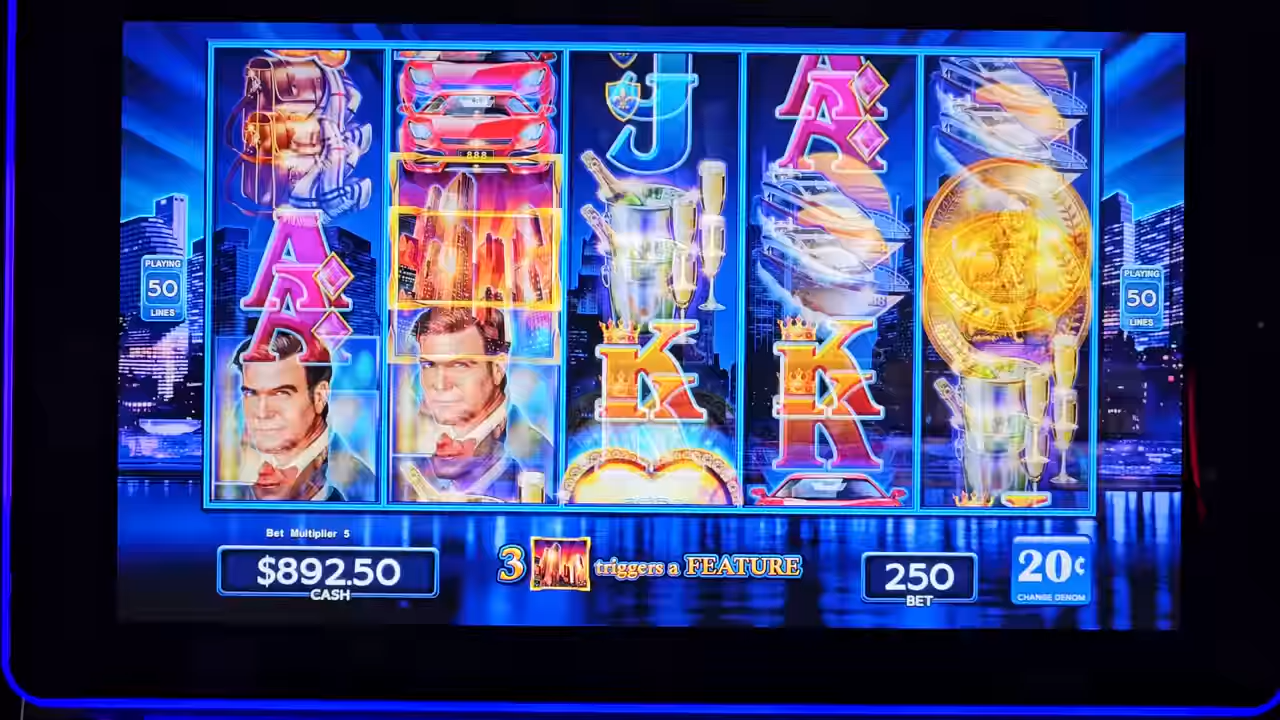 J
A
A
888
A
A
K
K
K
K
PLAYING
50
LINES
PLAYING
50
LINES
Bet Multiplier 5
$892.50
CASH
3 triggers a FEATURE
250
BET
20¢
CHANGE DENOM